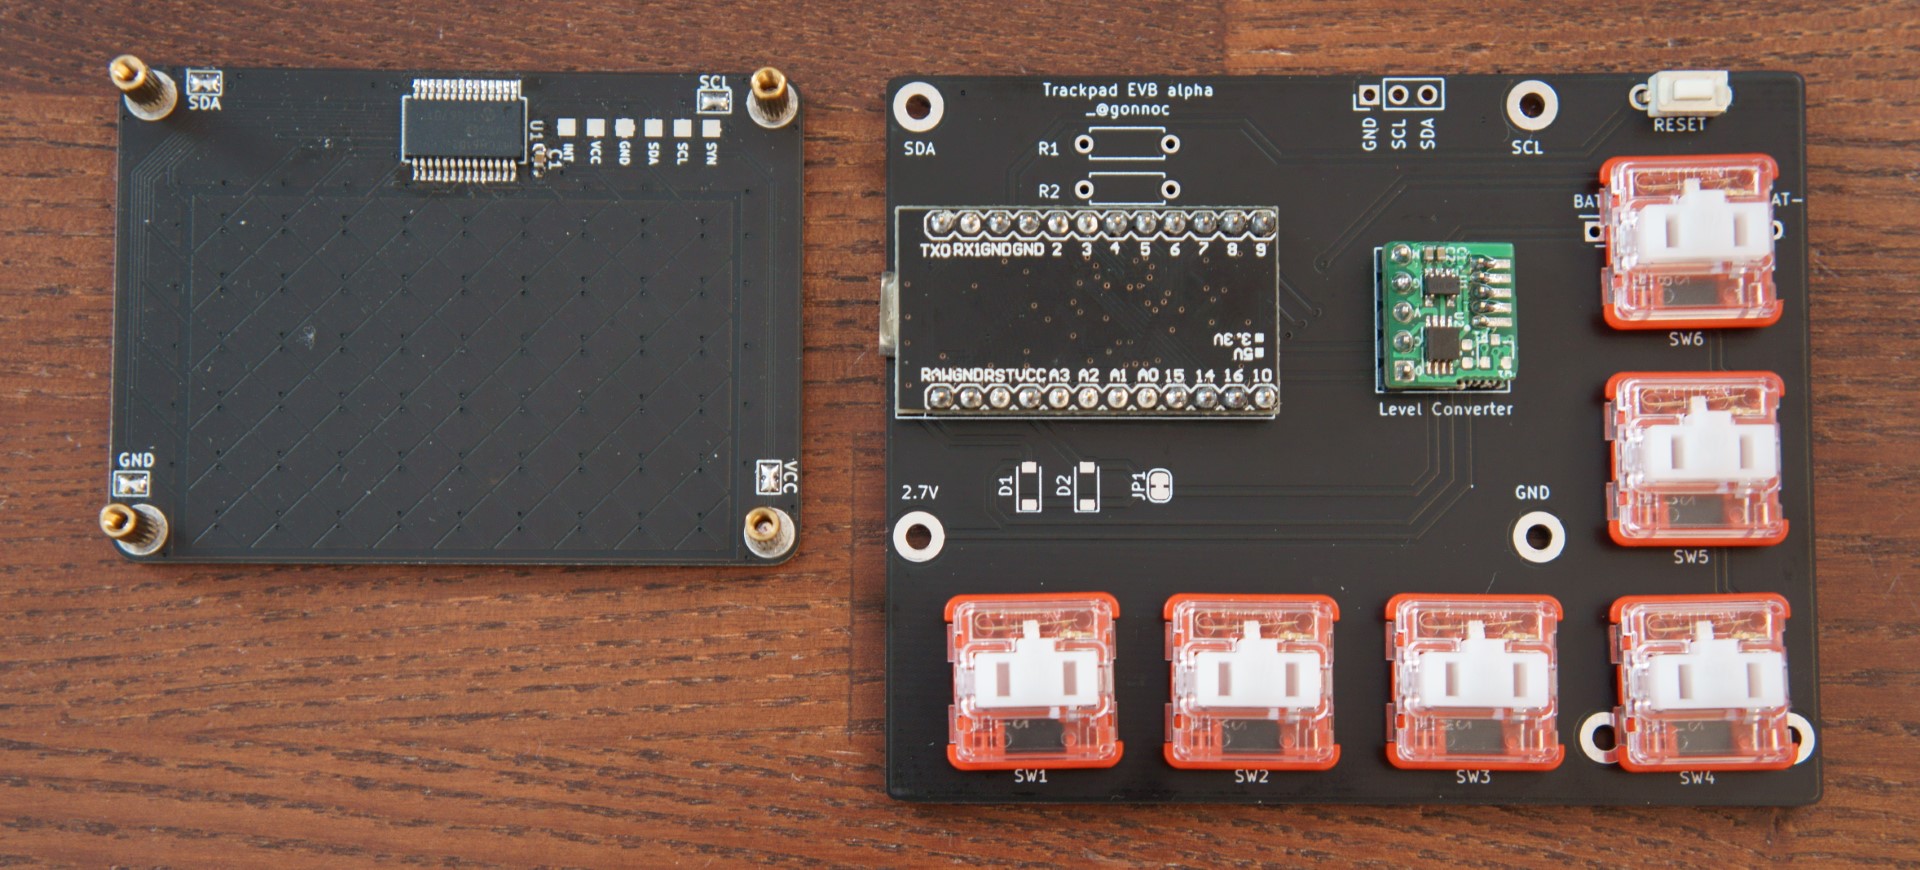 SDA
SCL
U1
C1
INT
VCC
GND
SDA
SCL
SYN
GND
VCC
Trackpad EVB alpha
_@gonnoc
SDA
R1
R2
GND
SCL
SDA
SCL
RESET
BAT
AT-
SW6
TXO RX1 GND GND 2 3 4 5 6 7 8 9
3.3V
5V
RAW GND RST VCC A3 A2 A1 A0 15 14 16 10
Level Converter
2.7V
D1
D2
JP1
GND
SW5
SW1
SW2
SW3
SW4